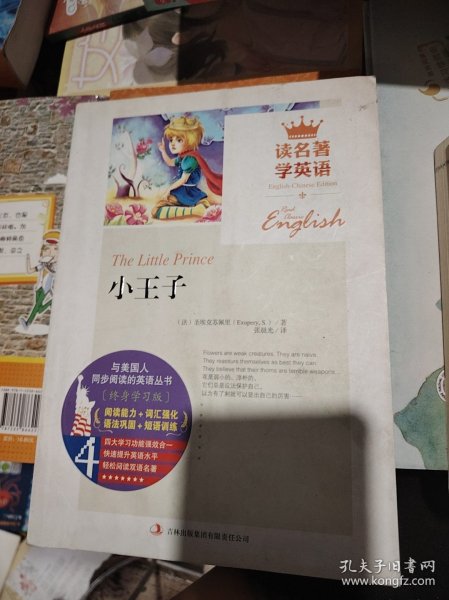 读名著
学英语
English-Chinese Edition
Read Classic
English
The Little Prince
小王子
（法）圣埃克苏佩里（Exupery, S.）著
张晨光／译
Flowers are weak creatures. They are naive.
They reassure themselves as best they can.
They believe that their thorns are terrible weapons...
花是弱小的、淳朴的，
它们总是设法保护自己，
以为有了刺就可以显出自己的厉害……
与美国人
同步阅读的英语丛书
［终身学习版］
阅读能力＋词汇强化
语法巩固＋短语训练
4
四大学习功能强效合一
快速提升英语水平
轻松阅读双语名著
★★★★★★★
吉林出版集团有限责任公司
孔夫子旧书网
www.kongfz.com